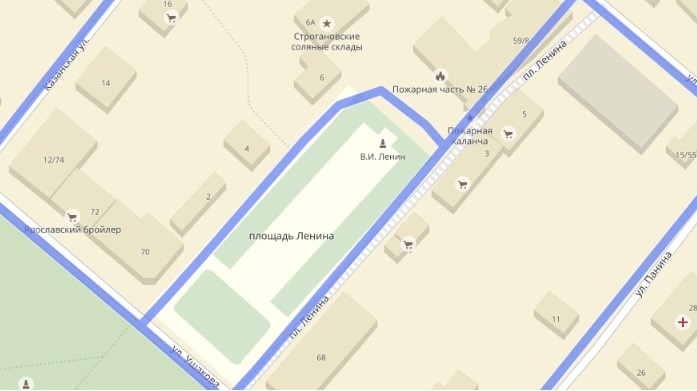 16
6А
Строгановские
соляные склады
59/8
пл. Ленина
Казанская ул.
14
6
Пожарная часть № 26
5
Пожарная
каланча
ул.
4
В.И. Ленин
3
15/55
12/74
2
72
Ярославский бройлер
70
площадь Ленина
ул. Панина
пл. Ленина
11
28
68
ул. Ушакова
26